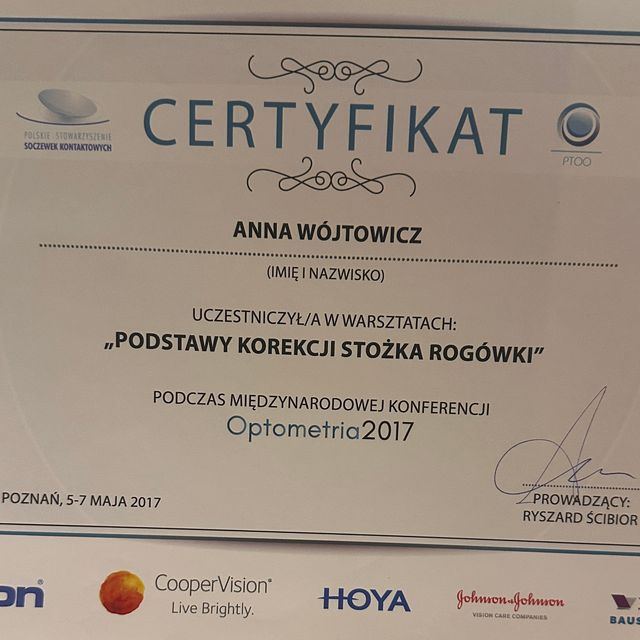 POLSKIE STOWARZYSZENIE
SOCZEWEK KONTAKTOWYCH
CERTYFIKAT
PTOO
ANNA WÓJTOWICZ
(IMIĘ I NAZWISKO)
UCZESTNICZYŁ/A W WARSZTATACH:
„PODSTAWY KOREKCJI STOŻKA ROGÓWKI”
PODCZAS MIĘDZYNARODOWEJ KONFERENCJI
Optometria2017
POZNAŃ, 5-7 MAJA 2017
PROWADZĄCY:
RYSZARD ŚCIBIOR
CooperVision®
Live Brightly.
HOYA
Johnson & Johnson
VISION CARE COMPANIES